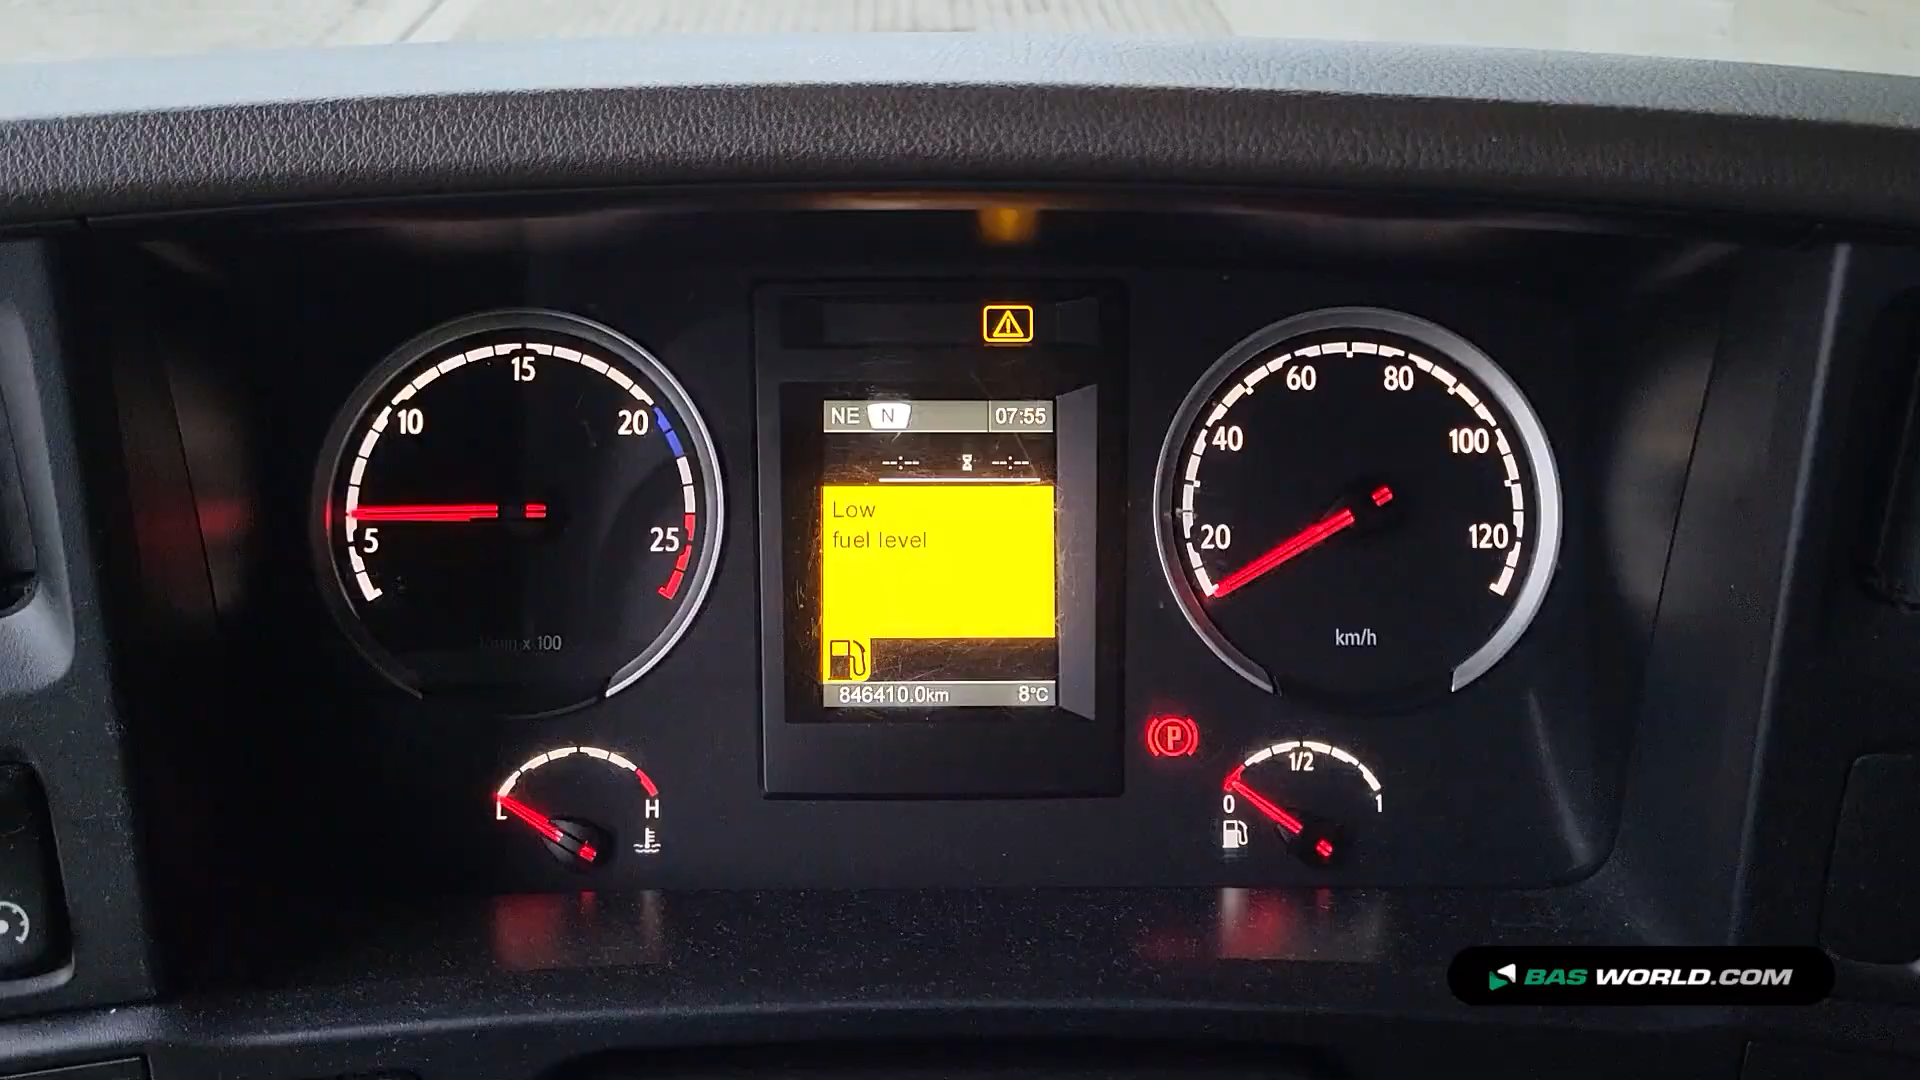 15
10
20
5
25
1/min x 100
NE N 07:55
--:-- --:--
Low
fuel level
846410.0km 8°C
60 80
40
100
20
120
km/h
L H
P
1/2
0 1
BAS WORLD.COM